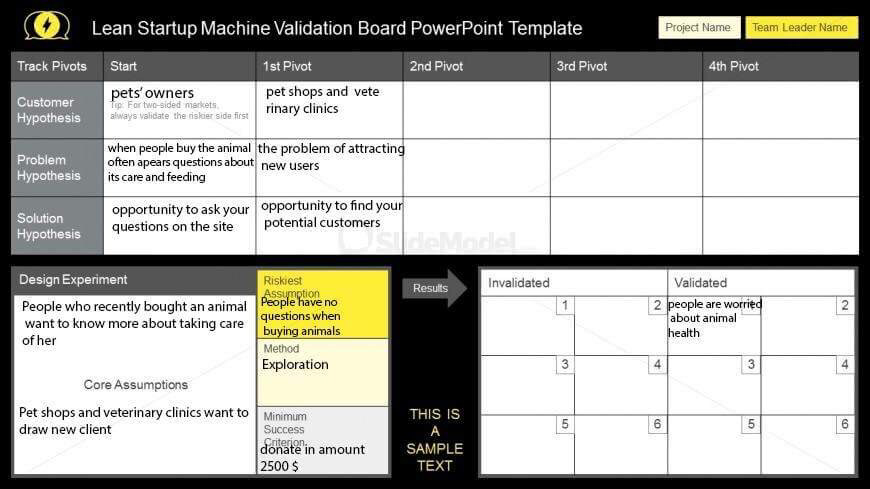 Lean Startup Machine Validation Board PowerPoint Template
Project Name
Team Leader Name
Track Pivots
Start
1st Pivot
2nd Pivot
3rd Pivot
4th Pivot
Customer
Hypothesis
pets' owners
Tip: For two-sided markets,
always validate the riskier side first
pet shops and vete
rinary clinics
Problem
Hypothesis
when people buy the animal
often apears questions about
its care and feeding
the problem of attracting
new users
Solution
Hypothesis
opportunity to ask your
questions on the site
opportunity to find your
potential customers
SlideModel
Design Experiment
People who recently bought an animal
want to know more about taking care
of her
Core Assumptions
Pet shops and veterinary clinics want to
draw new client
Riskiest
Assumption
People have no
questions when
buying animals
Method
Exploration
Minimum
Success
Criterion
donate in amount
2500 $
Results
THIS IS
A
SAMPLE
TEXT
Invalidated
Validated
1
2
people are worried
about animal
health
1
2
3
4
3
4
5
6
5
6